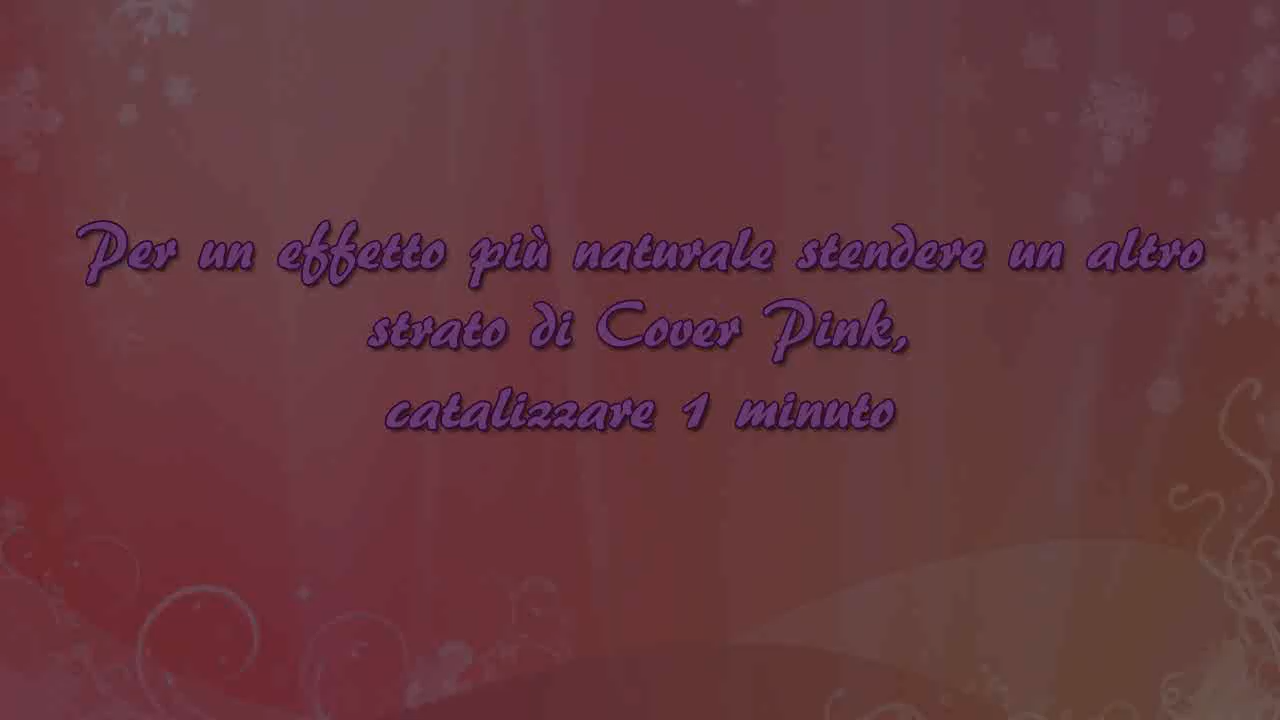 Per un effetto più naturale stendere un altro
strato di Cover Pink,
catalizzare 1 minuto